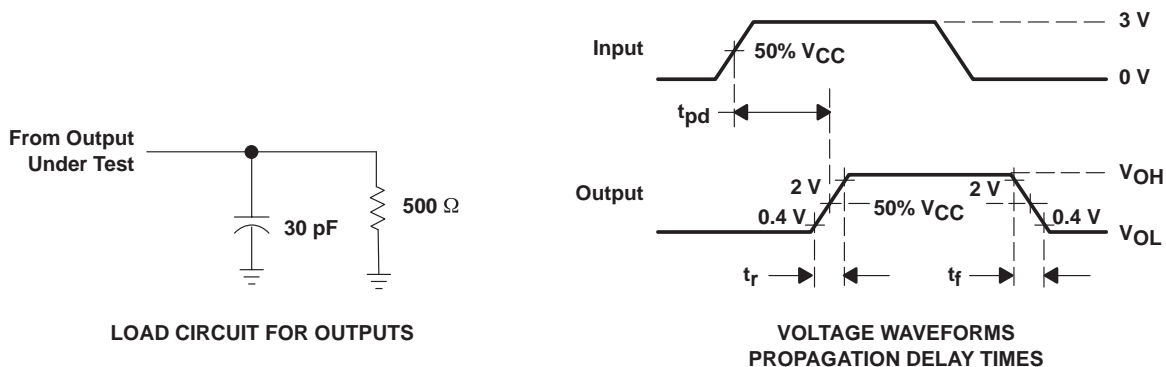 From Output
Under Test
30 pF
500 Ω
LOAD CIRCUIT FOR OUTPUTS
Input
50% VCC
3 V
0 V
tpd
Output
2 V
0.4 V
50% VCC
2 V
0.4 V
VOH
VOL
tr
tf
VOLTAGE WAVEFORMS
PROPAGATION DELAY TIMES